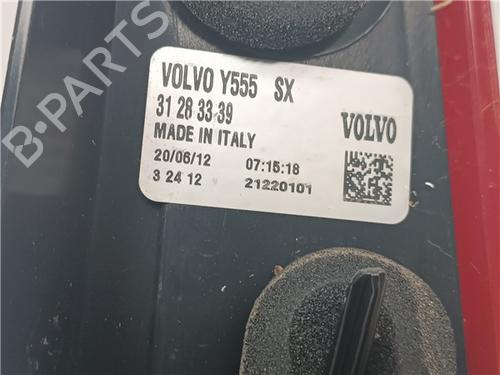 B-PARTS
VOLVO Y555 SX
31 28 33 39
MADE IN ITALY
VOLVO
20/06/12 07:15:18
3 24 12 21220101